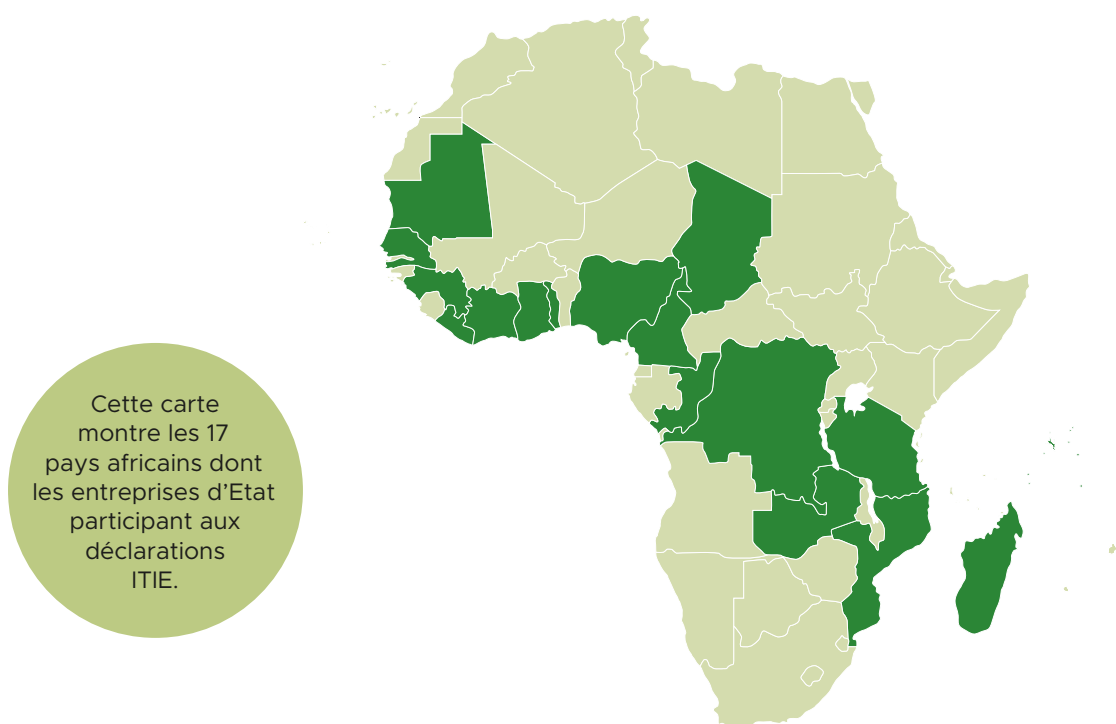 Cette carte
montre les 17
pays africains dont
les entreprises d’Etat
participant aux
déclarations
ITIE.